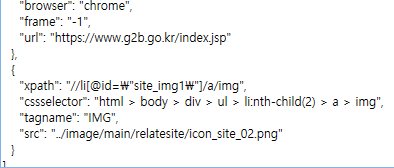 "browser": "chrome",
"frame": "-1",
"url": "https://www.g2b.go.kr/index.jsp"
},
{
"xpath": "//li[@id=₩"site_img1₩"]/a/img",
"cssselector": "html > body > div > ul > li:nth-child(2) > a > img",
"tagname": "IMG",
"src": "../image/main/relatesite/icon_site_02.png"
}
]